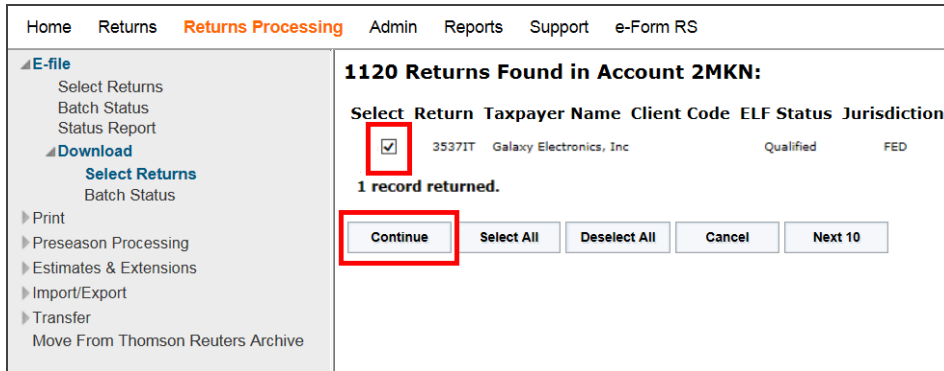 Home Returns Returns Processing Admin Reports Support e-Form RS
E-file
Select Returns
Batch Status
Status Report
Download
Select Returns
Batch Status
Print
Preseason Processing
Estimates & Extensions
Import/Export
Transfer
Move From Thomson Reuters Archive
1120 Returns Found in Account 2MKN:
Select Return Taxpayer Name Client Code ELF Status Jurisdiction
3537IT Galaxy Electronics, Inc Qualified FED
1 record returned.
Continue Select All Deselect All Cancel Next 10